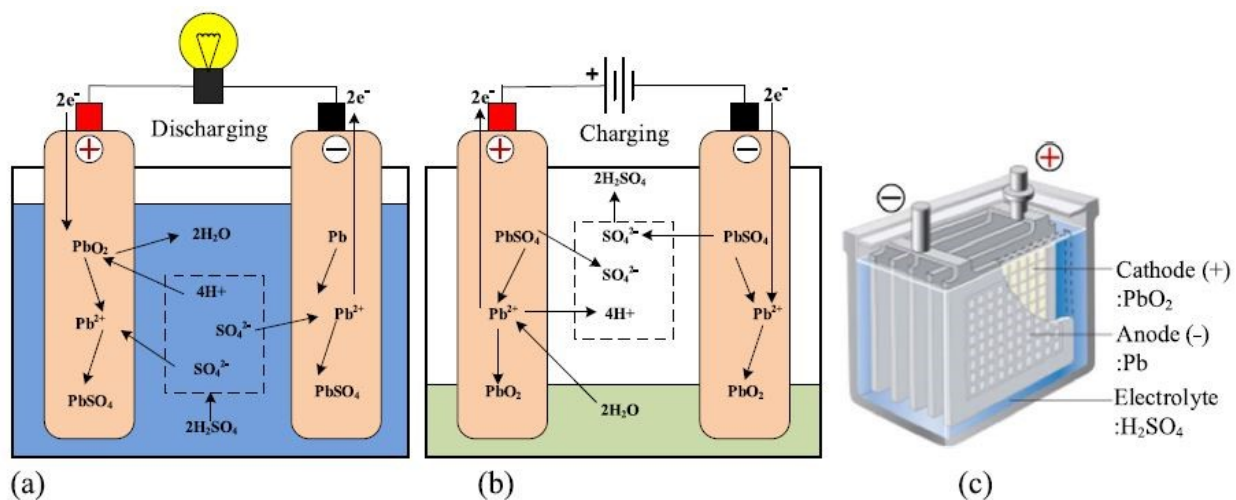 2e⁻
Discharging
2e⁻
+
−
PbO₂
2H₂O
4H+
Pb²⁺
SO₄²⁻
SO₄²⁻
PbSO₄
2H₂SO₄
Pb
Pb²⁺
PbSO₄
(a)
+
2e⁻
Charging
2e⁻
+
−
2H₂SO₄
PbSO₄
SO₄²⁻
PbSO₄
SO₄²⁻
Pb²⁺
4H+
Pb²⁺
PbO₂
2H₂O
PbO₂
(b)
+
−
Cathode (+)
:PbO₂
Anode (−)
:Pb
Electrolyte
:H₂SO₄
(c)